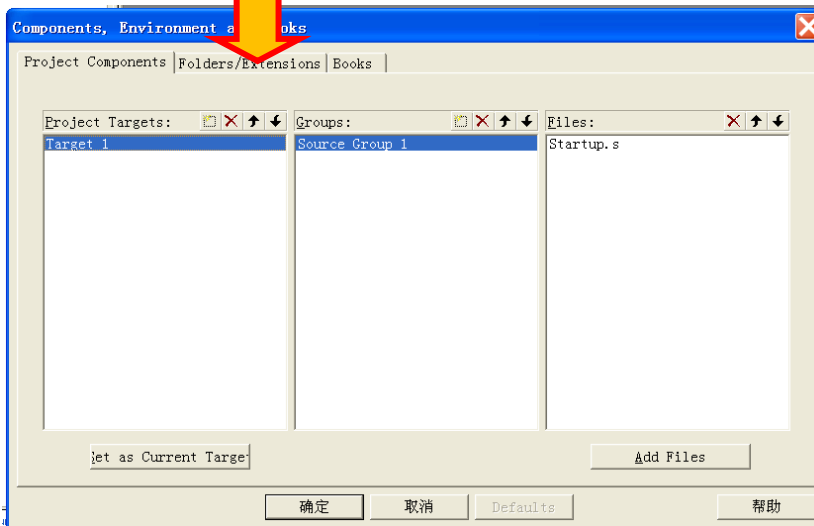 Components, Environment a oks
Project Components Folders/Extensions Books
Project Targets: Groups: Files:
Target 1 Source Group 1 Startup.s
et as Current Targe Add Files
确定 取消 Defaults 帮助